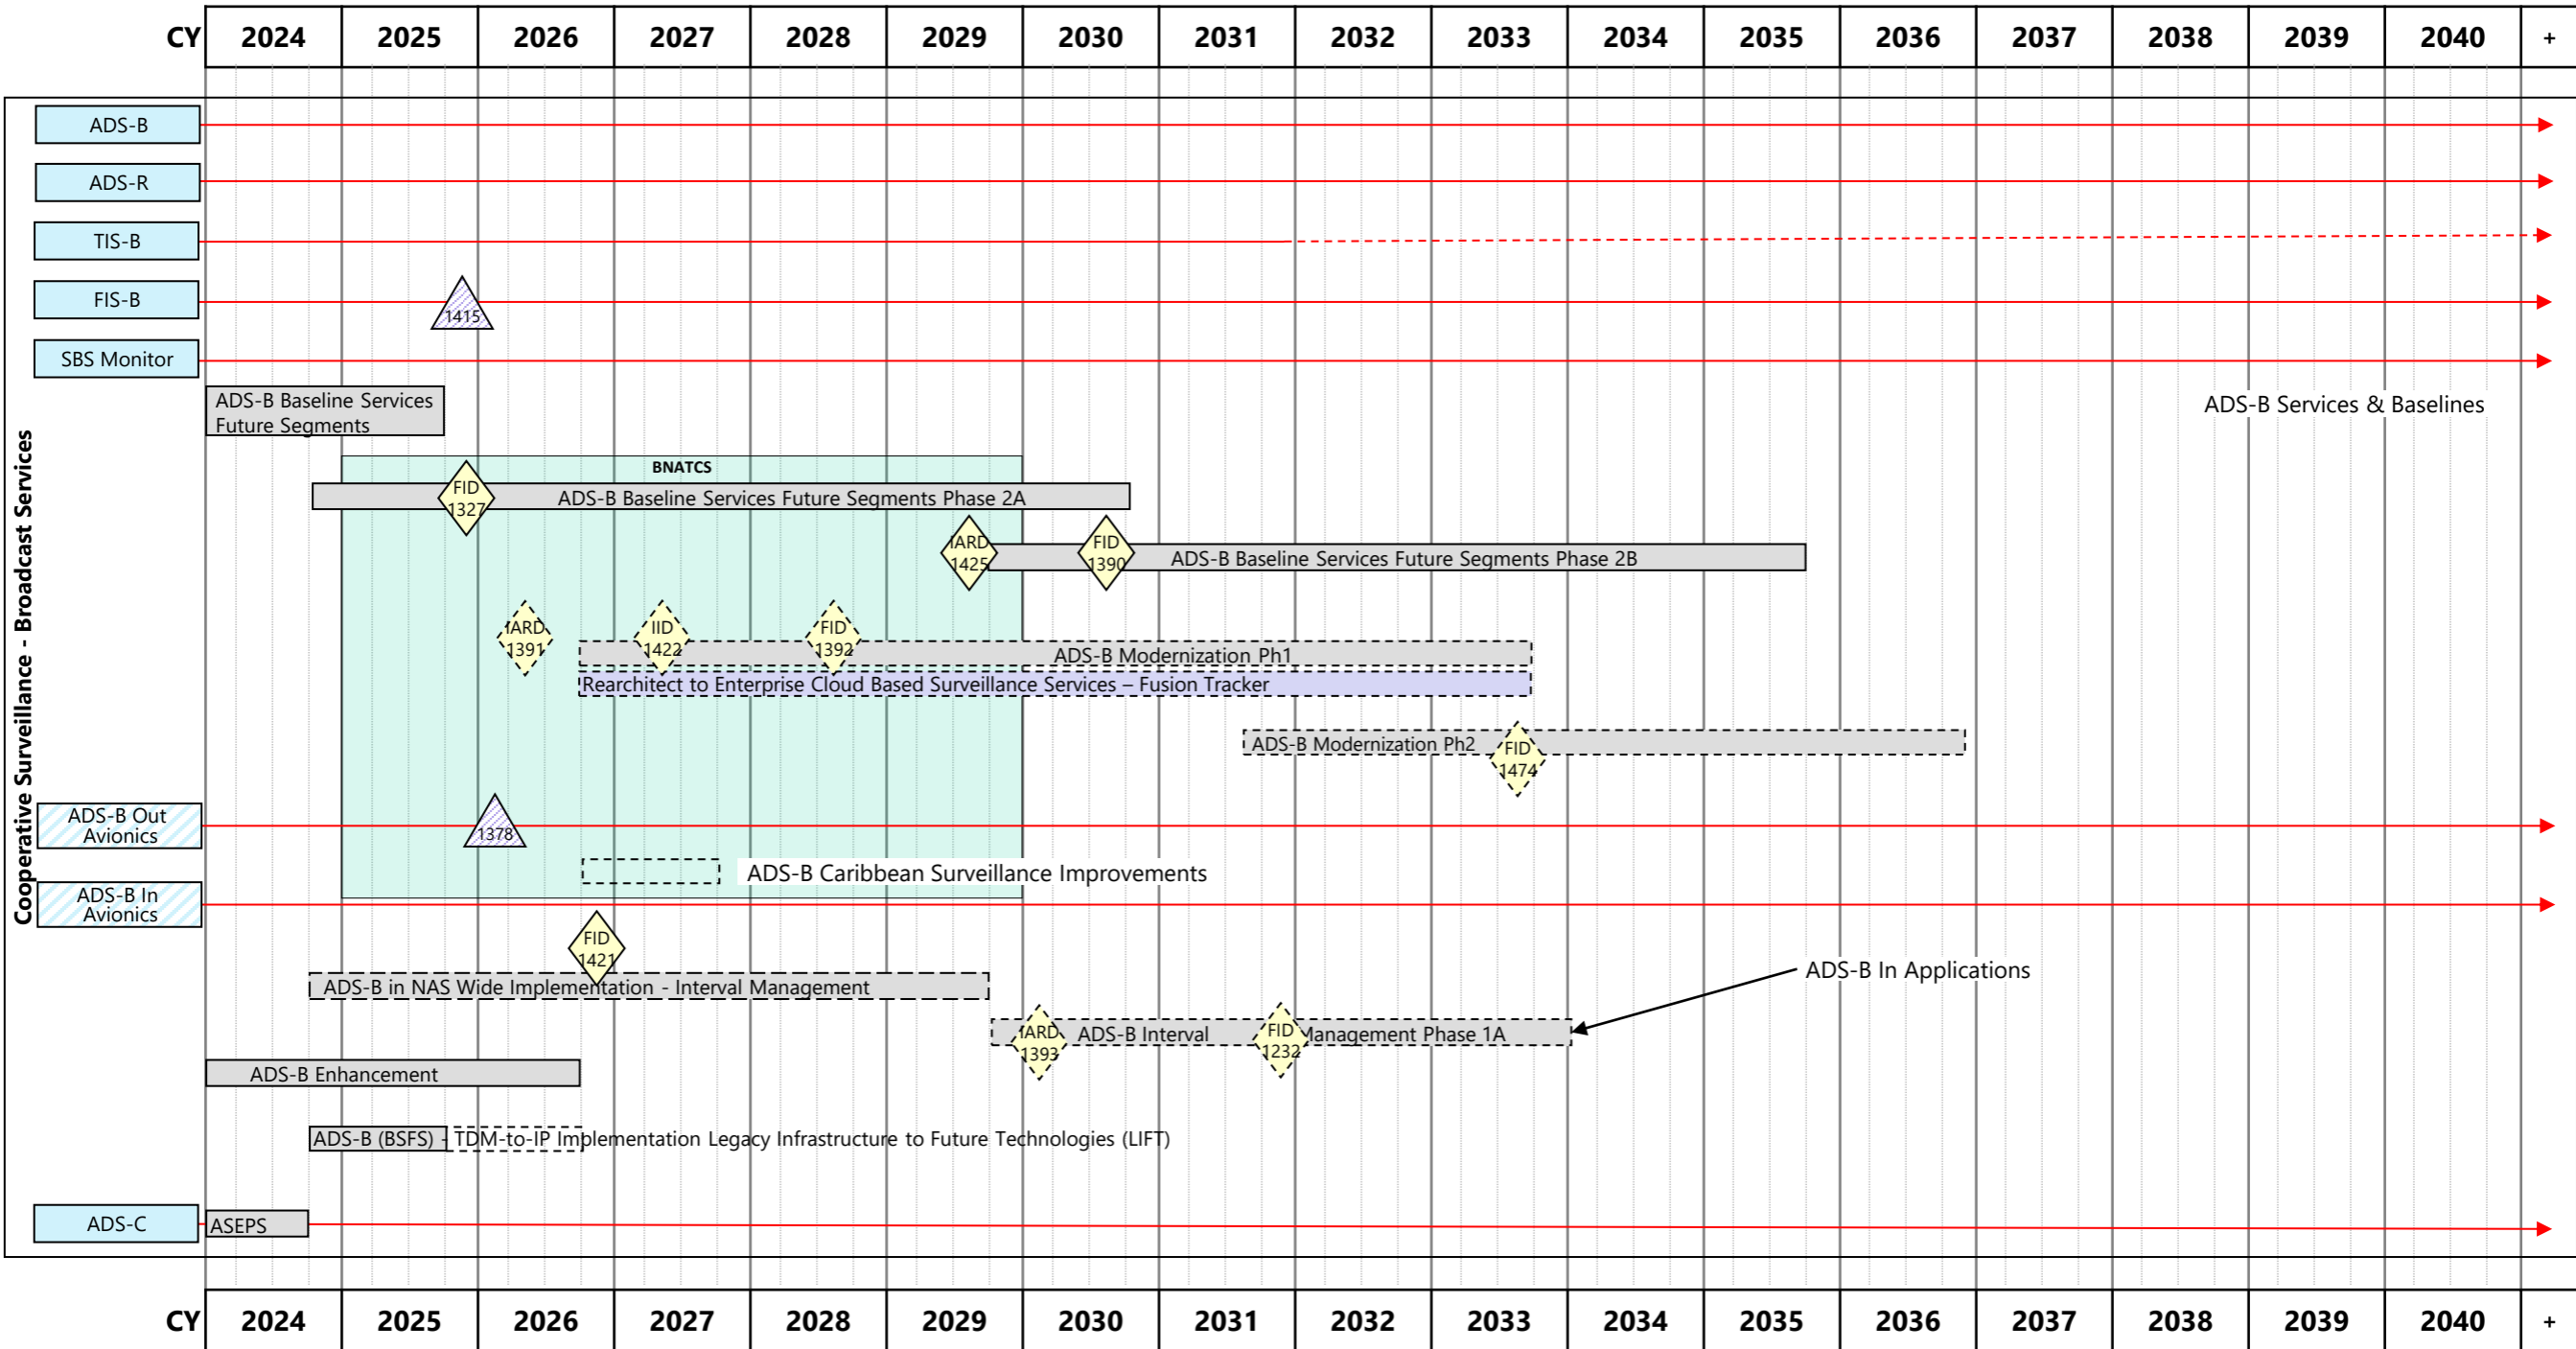 CY 2024 2025 2026 2027 2028 2029 2030 2031 2032 2033 2034 2035 2036 2037 2038 2039 2040 +
Cooperative Surveillance - Broadcast Services
ADS-B
ADS-R
TIS-B
FIS-B
1415
SBS Monitor
ADS-B Baseline Services
Future Segments
ADS-B Services & Baselines
BNATCS
FID
1327
ADS-B Baseline Services Future Segments Phase 2A
IARD
1425
FID
1390
ADS-B Baseline Services Future Segments Phase 2B
IARD
1391
IID
1422
FID
1392
ADS-B Modernization Ph1
Rearchitect to Enterprise Cloud Based Surveillance Services – Fusion Tracker
ADS-B Modernization Ph2
FID
1474
ADS-B Out
Avionics
1378
ADS-B Caribbean Surveillance Improvements
ADS-B In
Avionics
FID
1421
ADS-B in NAS Wide Implementation - Interval Management
ADS-B In Applications
IARD
1393
ADS-B Interval Management Phase 1A
FID
1232
ADS-B Enhancement
ADS-B (BSFS) - TDM-to-IP Implementation Legacy Infrastructure to Future Technologies (LIFT)
ADS-C
ASEPS
CY 2024 2025 2026 2027 2028 2029 2030 2031 2032 2033 2034 2035 2036 2037 2038 2039 2040 +